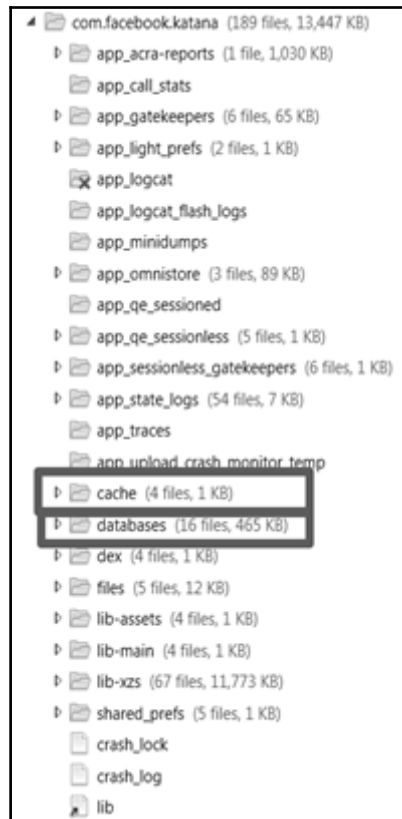 com.facebook.katana (189 files, 13,447 KB)
app_acra-reports (1 file, 1,030 KB)
app_call_stats
app_gatekeepers (6 files, 65 KB)
app_light_prefs (2 files, 1 KB)
app_logcat
app_logcat_flash_logs
app_minidumps
app_omnistore (3 files, 89 KB)
app_qe_sessioned
app_qe_sessionless (5 files, 1 KB)
app_sessionless_gatekeepers (6 files, 1 KB)
app_state_logs (54 files, 7 KB)
app_traces
app_upload_crash_monitor_temp
cache (4 files, 1 KB)
databases (16 files, 465 KB)
dex (4 files, 1 KB)
files (5 files, 12 KB)
lib-assets (4 files, 1 KB)
lib-main (4 files, 1 KB)
lib-xzs (67 files, 11,773 KB)
shared_prefs (5 files, 1 KB)
crash_lock
crash_log
lib